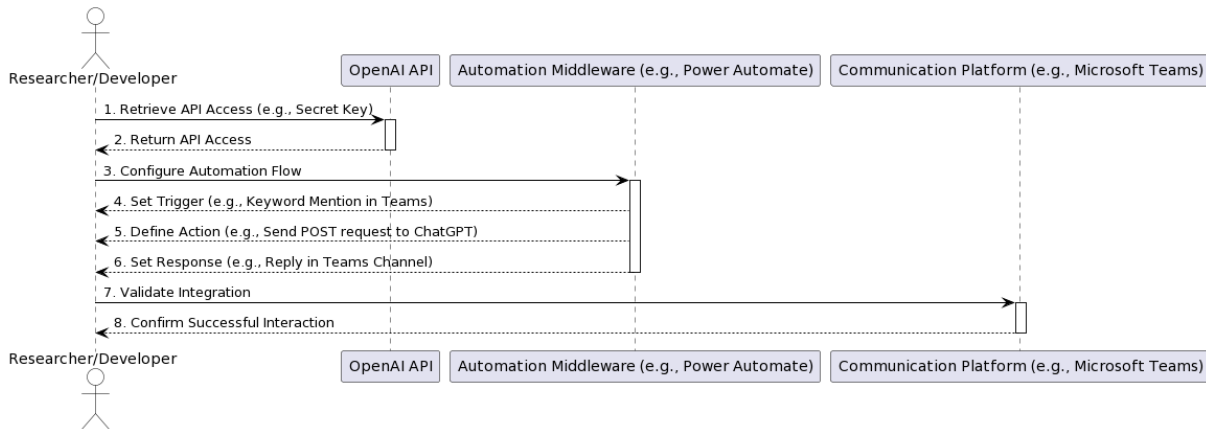 Researcher/Developer
OpenAI API
Automation Middleware (e.g., Power Automate)
Communication Platform (e.g., Microsoft Teams)
1. Retrieve API Access (e.g., Secret Key)
2. Return API Access
3. Configure Automation Flow
4. Set Trigger (e.g., Keyword Mention in Teams)
5. Define Action (e.g., Send POST request to ChatGPT)
6. Set Response (e.g., Reply in Teams Channel)
7. Validate Integration
8. Confirm Successful Interaction
Researcher/Developer
OpenAI API
Automation Middleware (e.g., Power Automate)
Communication Platform (e.g., Microsoft Teams)